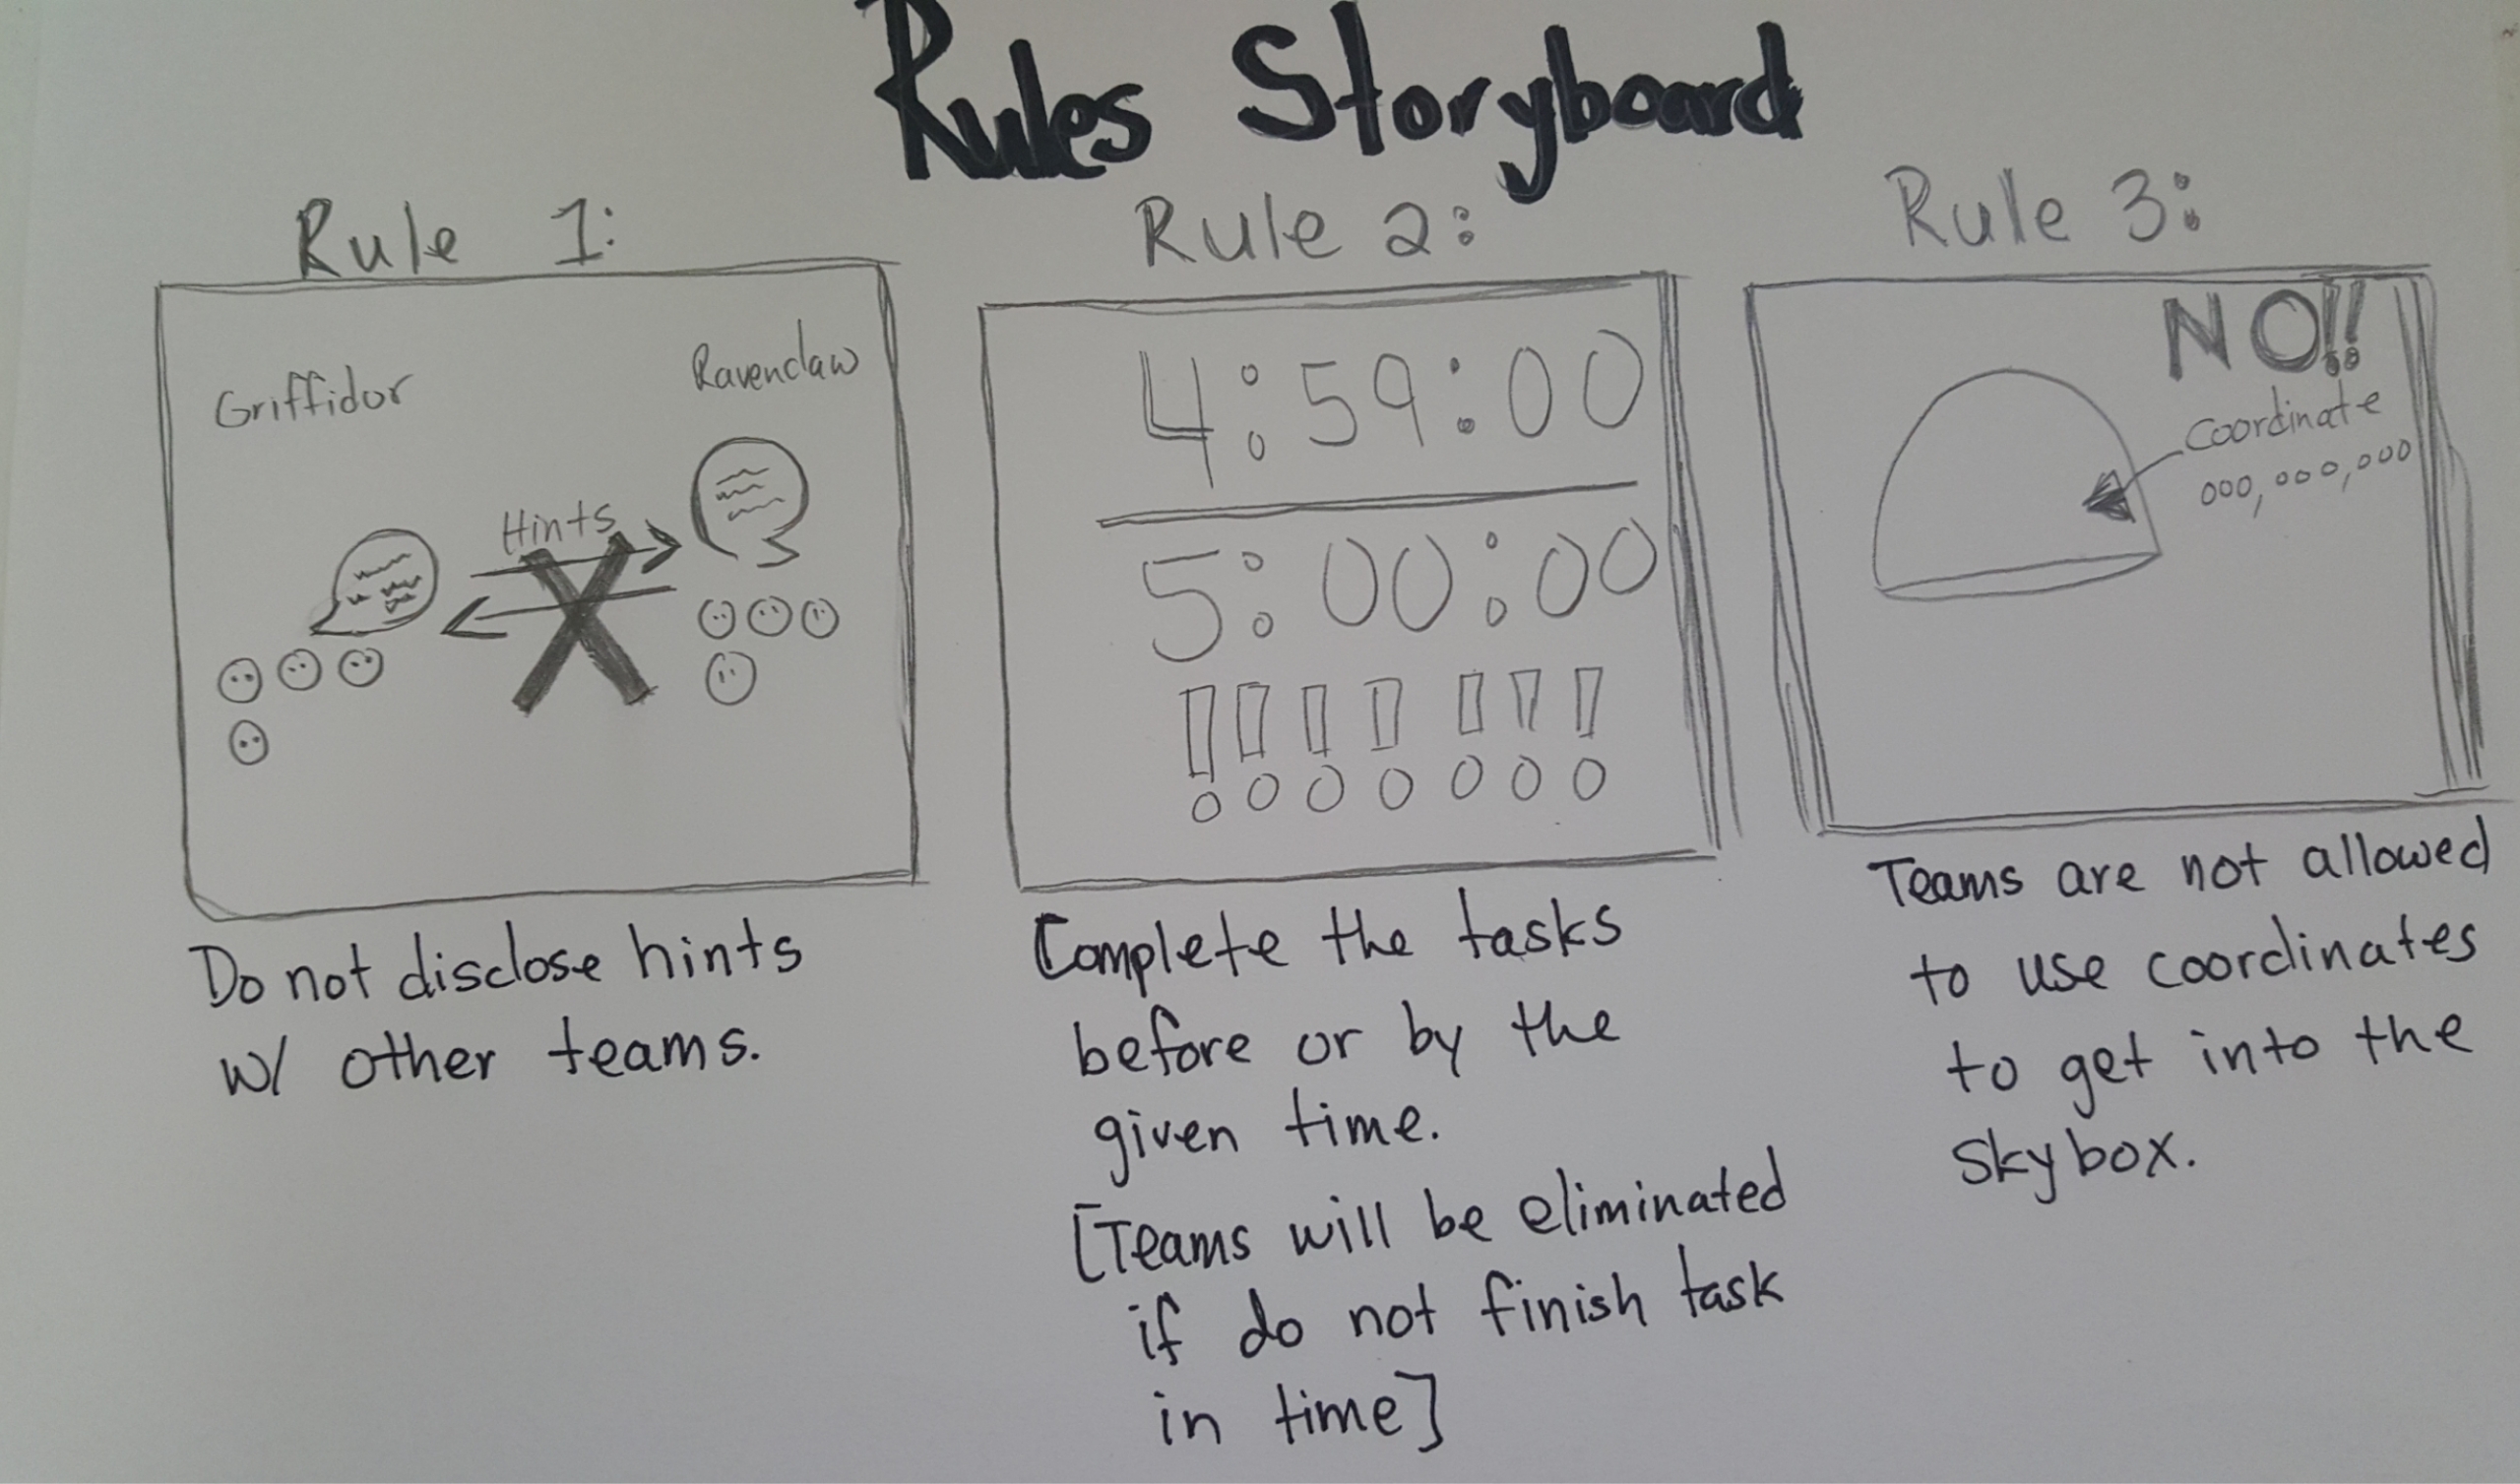 Rules Storyboard
Rule 1:
Griffidor
Ravenclaw
Hints
Do not disclose hints
w/ other teams.
Rule 2:
4:59:00
5:00:00
!!!!!!!
Complete the tasks
before or by the
given time.
[Teams will be eliminated
if do not finish task
in time]
Rule 3:
NO!!
Coordinate
000,000,000
Teams are not allowed
to use coordinates
to get into the
skybox.